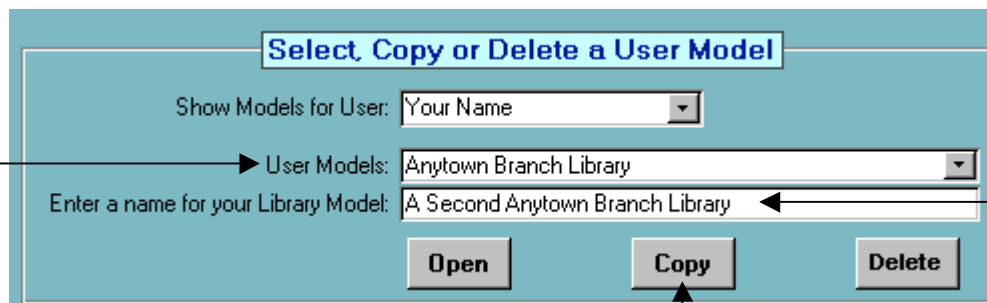 Select, Copy or Delete a User Model
Show Models for User: Your Name
User Models: Anytown Branch Library
Enter a name for your Library Model: A Second Anytown Branch Library
Open Copy Delete